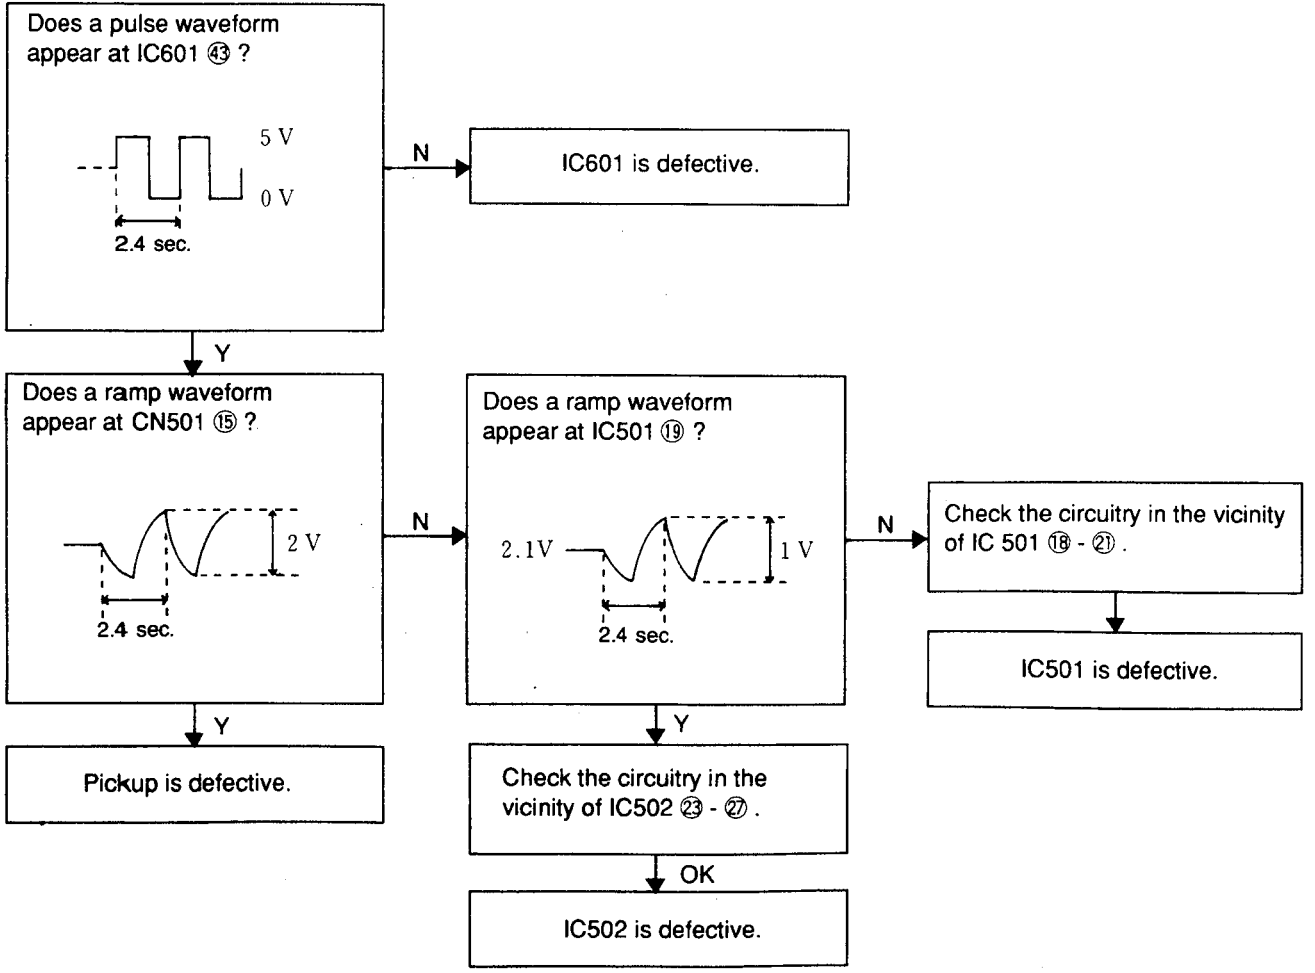 Does a pulse waveform
appear at IC601 ㊸ ?
5 V
0 V
2.4 sec.
N
IC601 is defective.
Y
Does a ramp waveform
appear at CN501 ⑮ ?
2 V
2.4 sec.
N
Does a ramp waveform
appear at IC501 ⑲ ?
2.1V
1 V
2.4 sec.
N
Check the circuitry in the vicinity
of IC 501 ⑱ - ㉑ .
IC501 is defective.
Y
Pickup is defective.
Y
Check the circuitry in the
vicinity of IC502 ㉓ - ㉗ .
OK
IC502 is defective.